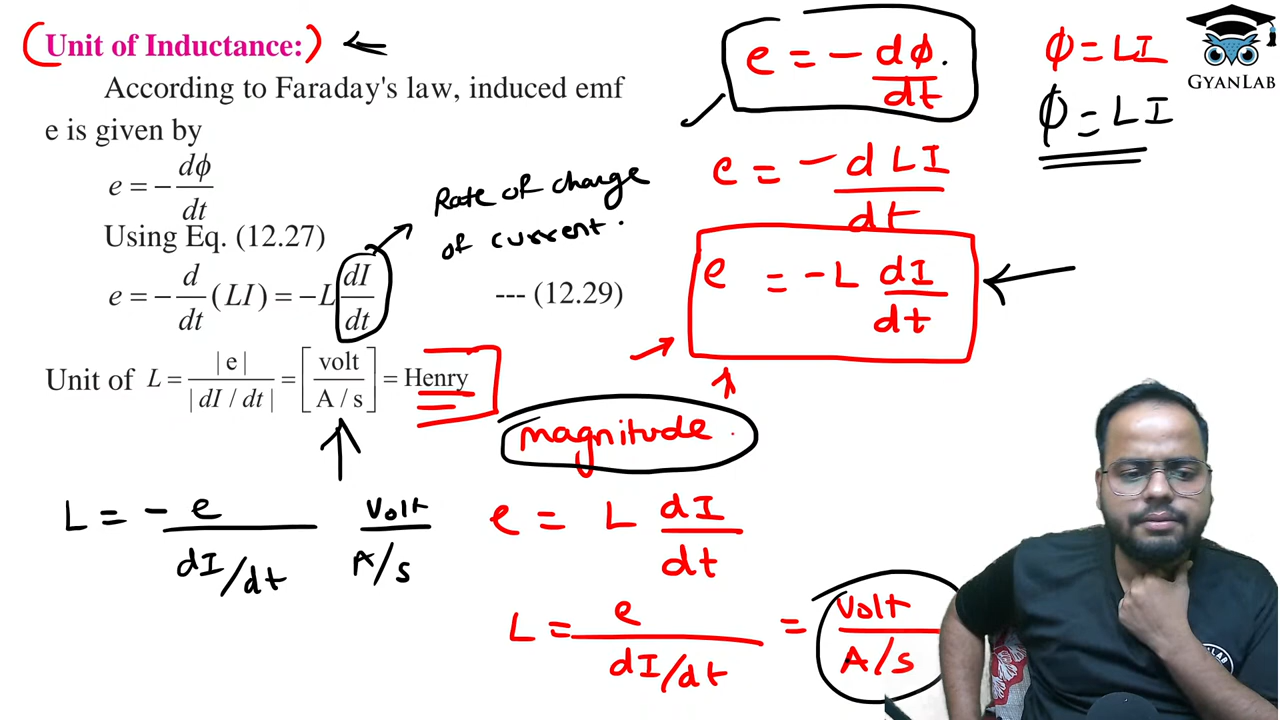 (Unit of Inductance:) ←
According to Faraday's law, induced emf
e is given by
e = − dϕ/dt
Using Eq. (12.27)
e = − d/dt (LI) = −L dI/dt --- (12.29)
Unit of L = |e| / |dI / dt| = [volt / A / s] = Henry
Rate of change
of current.
L = − e / dI/dt volt / A/s
e = − dϕ/dt
e = − d LI / dt
e = − L dI/dt
magnitude
e = L dI/dt
L = e / dI/dt = volt / A/s
ϕ = LI
ϕ = LI
GYANLAB